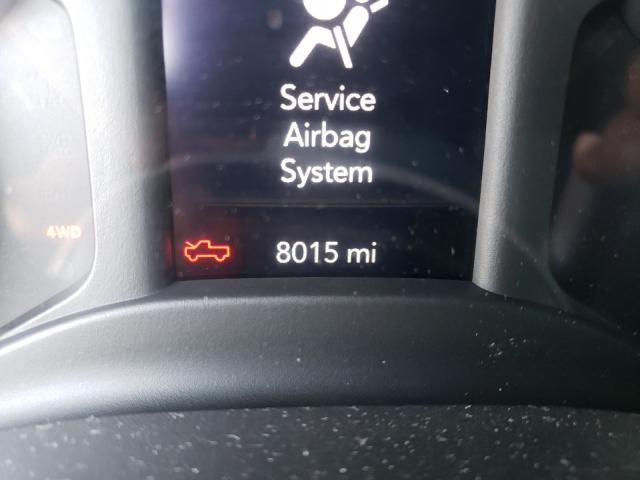 Service
Airbag
System
4WD
8015 mi